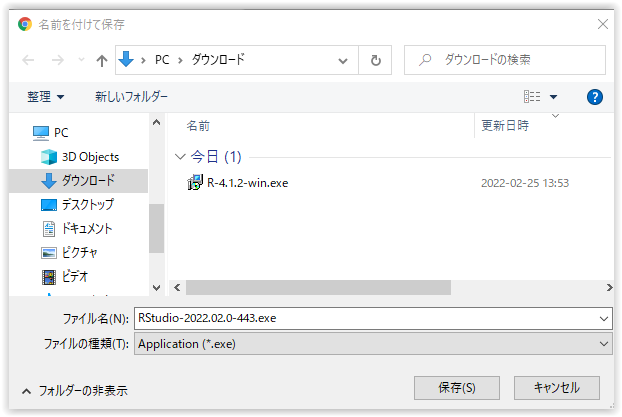 名前を付けて保存
PC › ダウンロード
ダウンロードの検索
整理 新しいフォルダー
名前 更新日時
PC
3D Objects
ダウンロード
デスクトップ
ドキュメント
ピクチャ
ビデオ
今日 (1)
R-4.1.2-win.exe 2022-02-25 13:53
ファイル名(N): RStudio-2022.02.0-443.exe
ファイルの種類(T): Application (*.exe)
フォルダーの非表示
保存(S) キャンセル